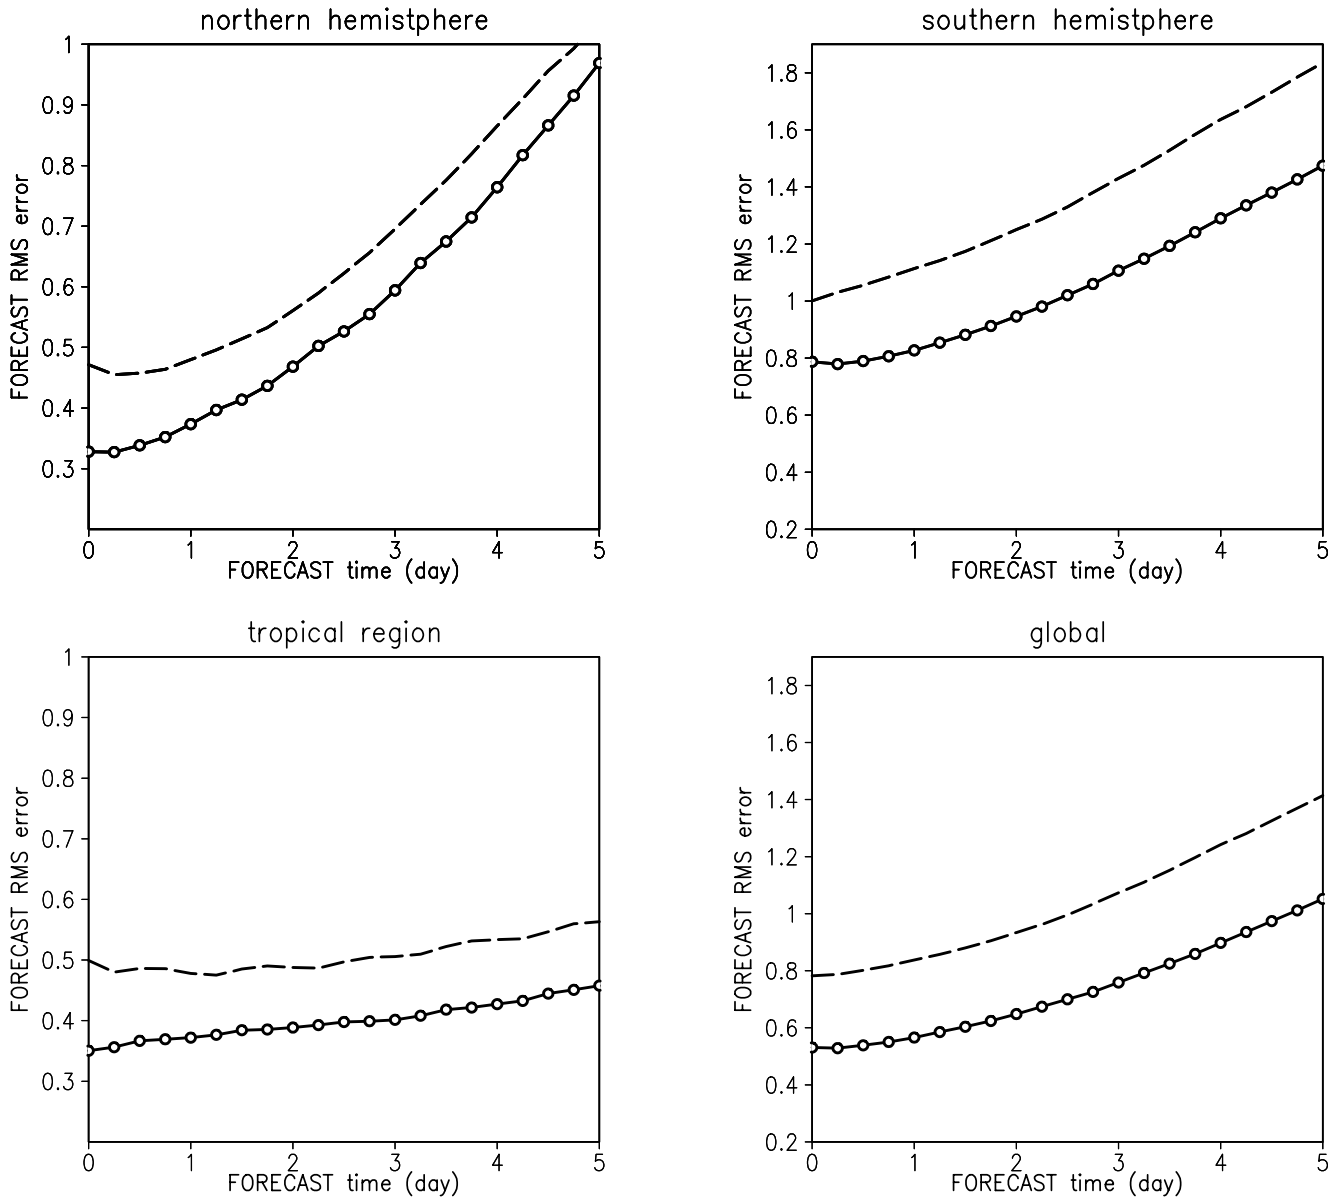 northern hemistphere
1
0.9
0.8
0.7
0.6
0.5
0.4
0.3
FORECAST RMS error
0 1 2 3 4 5
FORECAST time (day)
southern hemistphere
1.8
1.6
1.4
1.2
1
0.8
0.6
0.4
0.2
FORECAST RMS error
0 1 2 3 4 5
FORECAST time (day)
tropical region
1
0.9
0.8
0.7
0.6
0.5
0.4
0.3
FORECAST RMS error
0 1 2 3 4 5
FORECAST time (day)
global
1.8
1.6
1.4
1.2
1
0.8
0.6
0.4
0.2
FORECAST RMS error
0 1 2 3 4 5
FORECAST time (day)